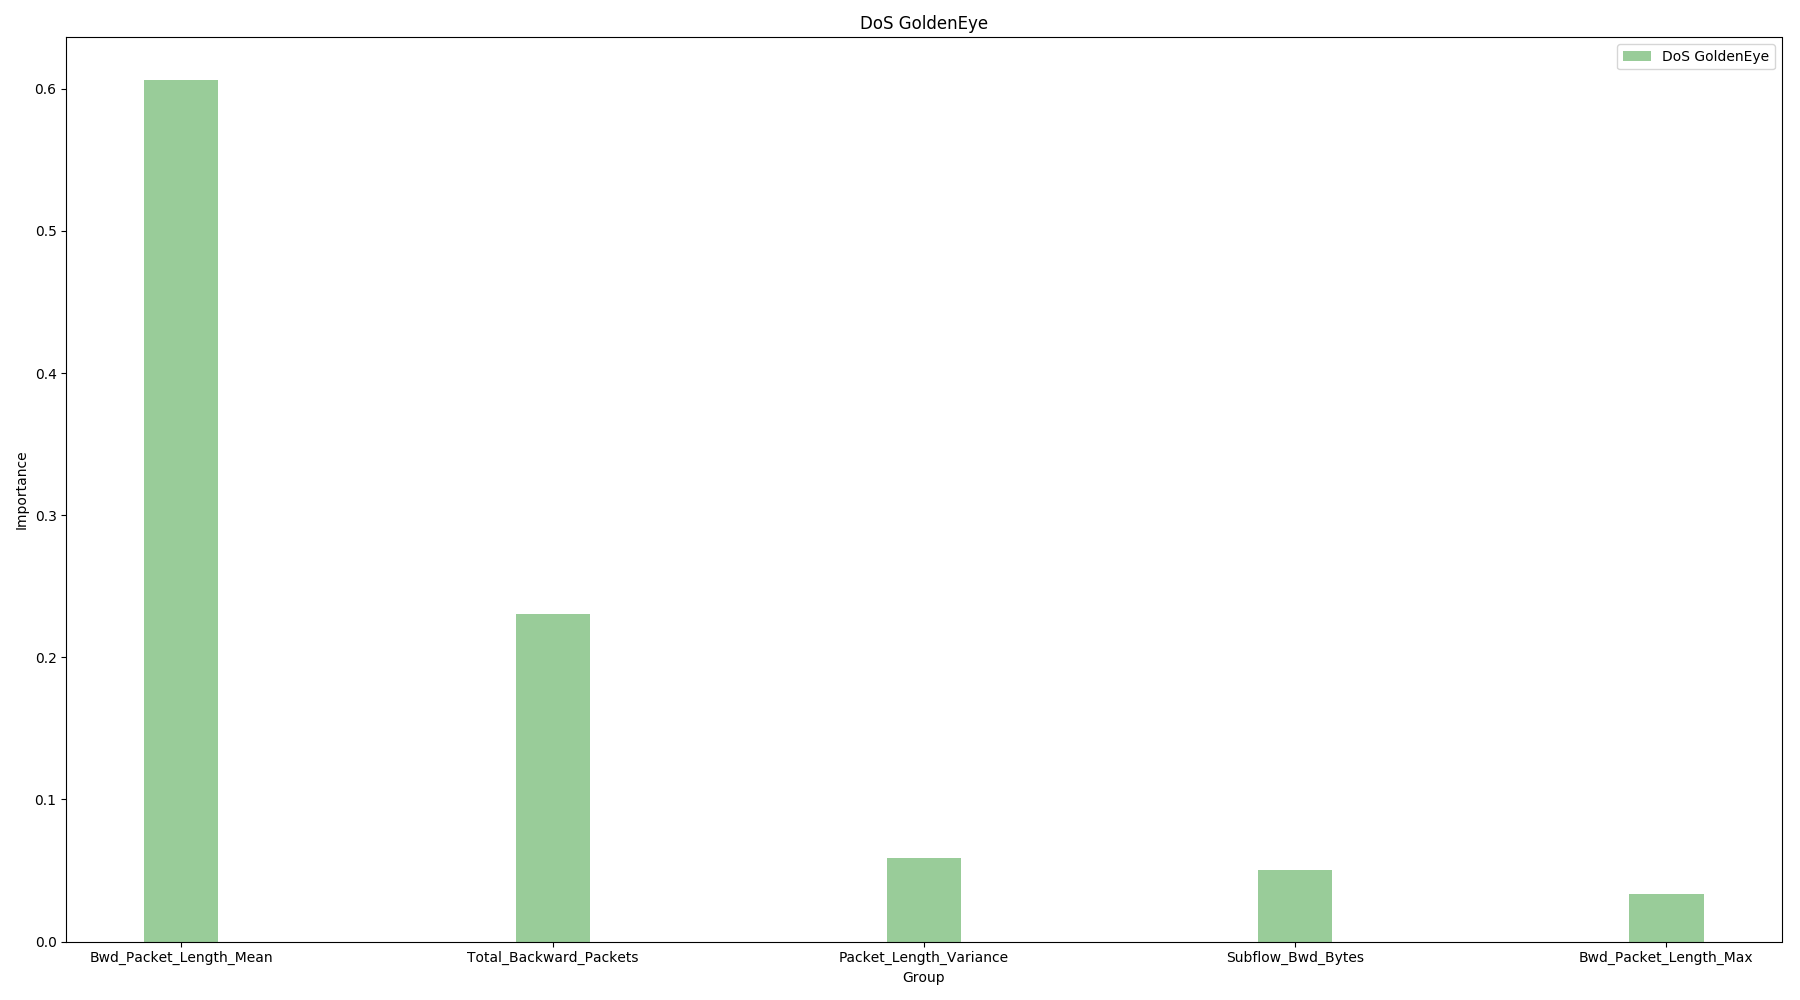 DoS GoldenEye
DoS GoldenEye
0.6
0.5
0.4
0.3
0.2
0.1
0.0
Importance
Bwd_Packet_Length_Mean
Total_Backward_Packets
Packet_Length_Variance
Subflow_Bwd_Bytes
Bwd_Packet_Length_Max
Group